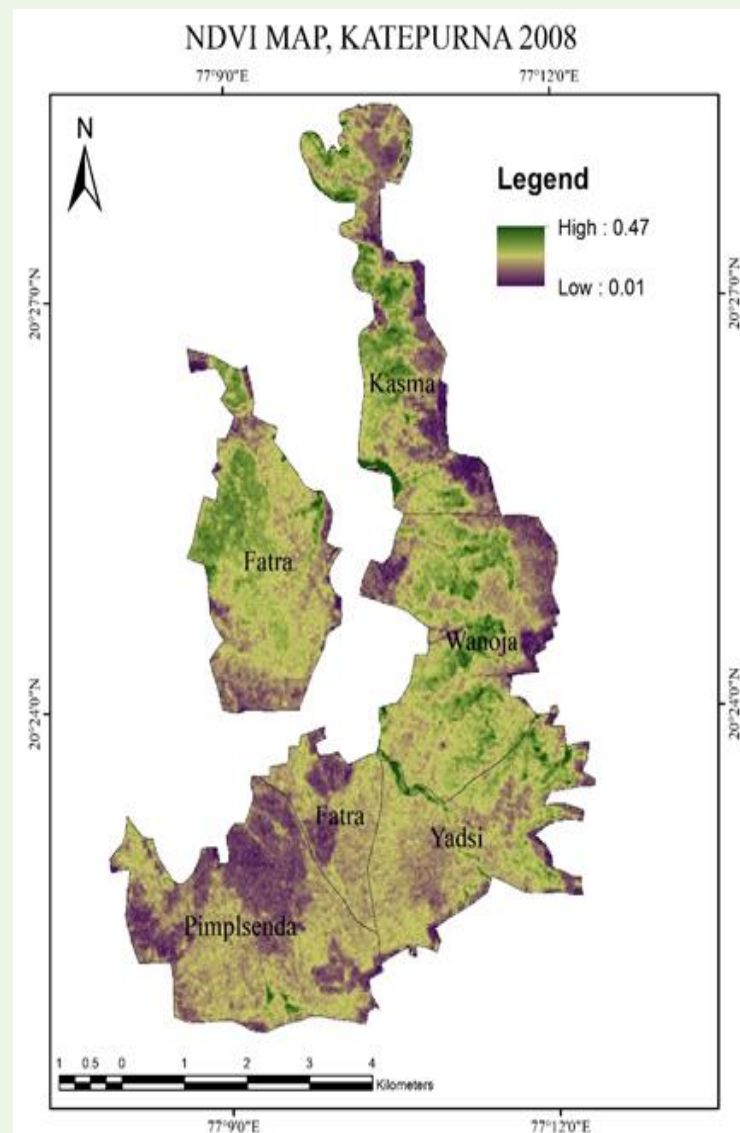 NDVI MAP, KATEPURNA 2008
77°9'0"E
77°12'0"E
N
Legend
High : 0.47
Low : 0.01
20°27'0"N
20°27'0"N
Kasma
Fatra
Wanoja
20°24'0"N
20°24'0"N
Fatra
Yadsi
Pimplsenda
1 0.5 0 1 2 3 4
Kilometers
77°9'0"E
77°12'0"E